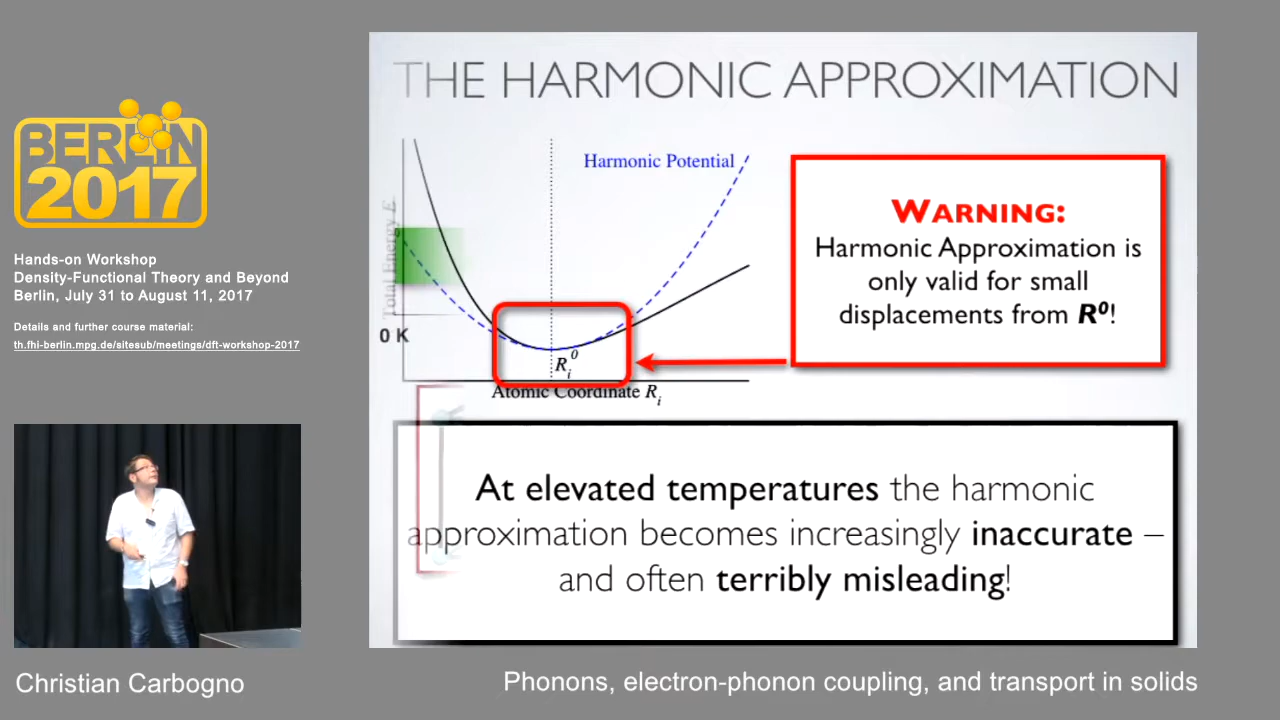 BERLIN
2017
Hands-on Workshop
Density-Functional Theory and Beyond
Berlin, July 31 to August 11, 2017
Details and further course material:
th.fhi-berlin.mpg.de/sitesub/meetings/dft-workshop-2017
Christian Carbogno
THE HARMONIC APPROXIMATION
Harmonic Potential
Total Energy E
0 K
R_i^0
Atomic Coordinate R_i
WARNING:
Harmonic Approximation is
only valid for small
displacements from R⁰!
At elevated temperatures the harmonic
approximation becomes increasingly inaccurate –
and often terribly misleading!
Phonons, electron-phonon coupling, and transport in solids